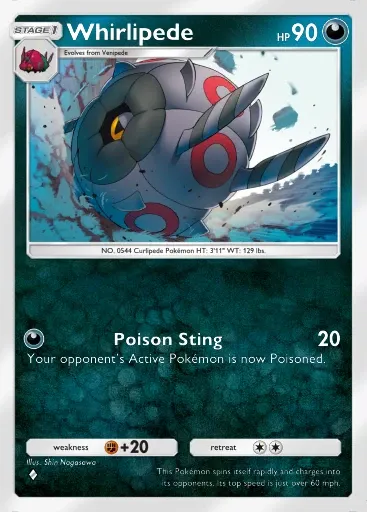 STAGE 1
Whirlipede
HP 90
Evolves from Venipede
NO. 0544 Curlipede Pokémon HT: 3'11" WT: 129 lbs.
Poison Sting 20
Your opponent's Active Pokémon is now Poisoned.
weakness +20 retreat
Illus. Shin Nagasawa
This Pokémon spins itself rapidly and charges into
its opponents. Its top speed is just over 60 mph.